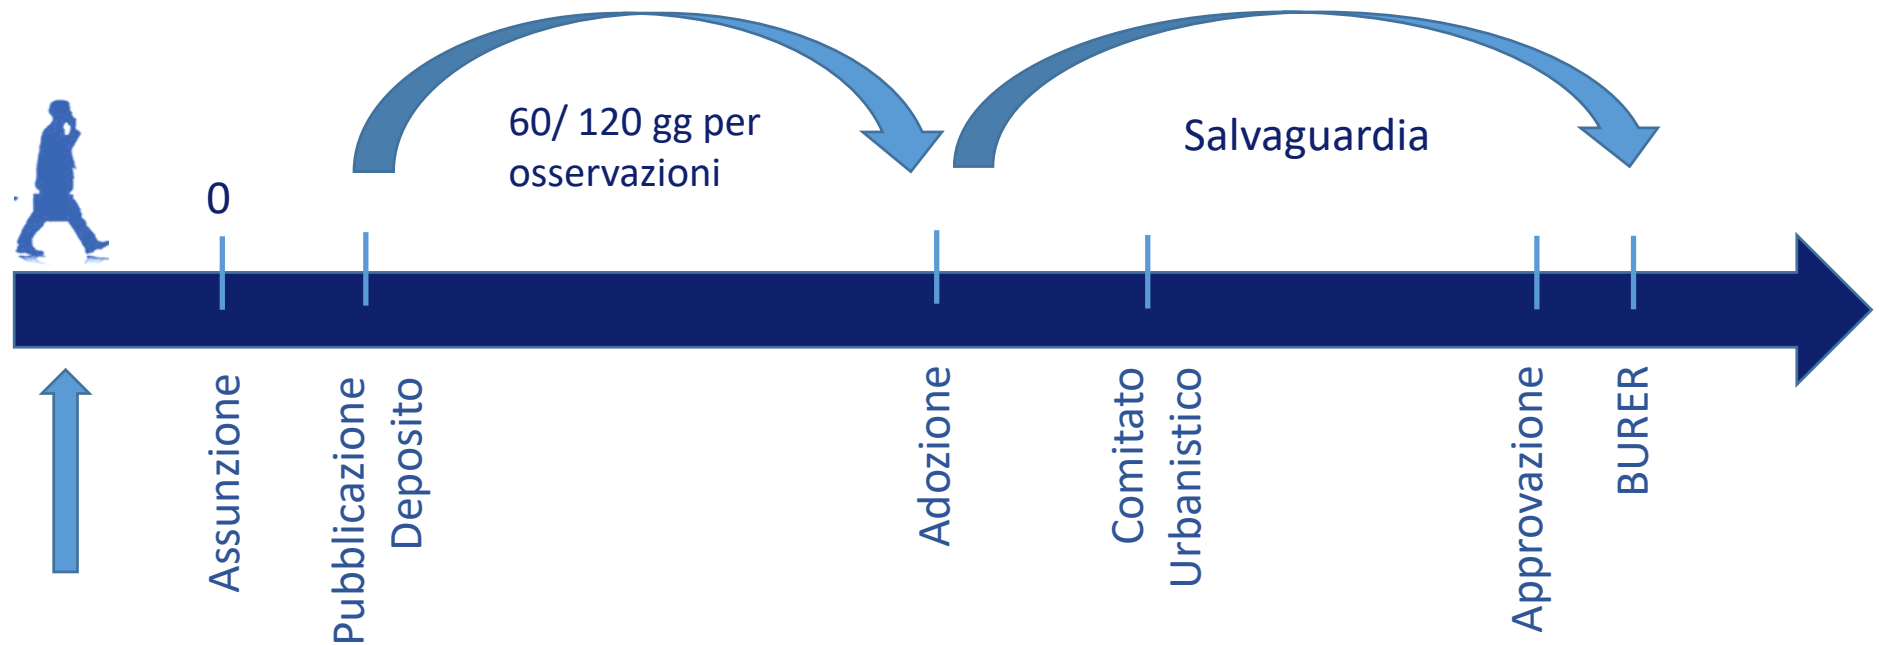 60/ 120 gg per
osservazioni
Salvaguardia
0
Assunzione
Pubblicazione
Deposito
Adozione
Comitato
Urbanistico
Approvazione
BURER